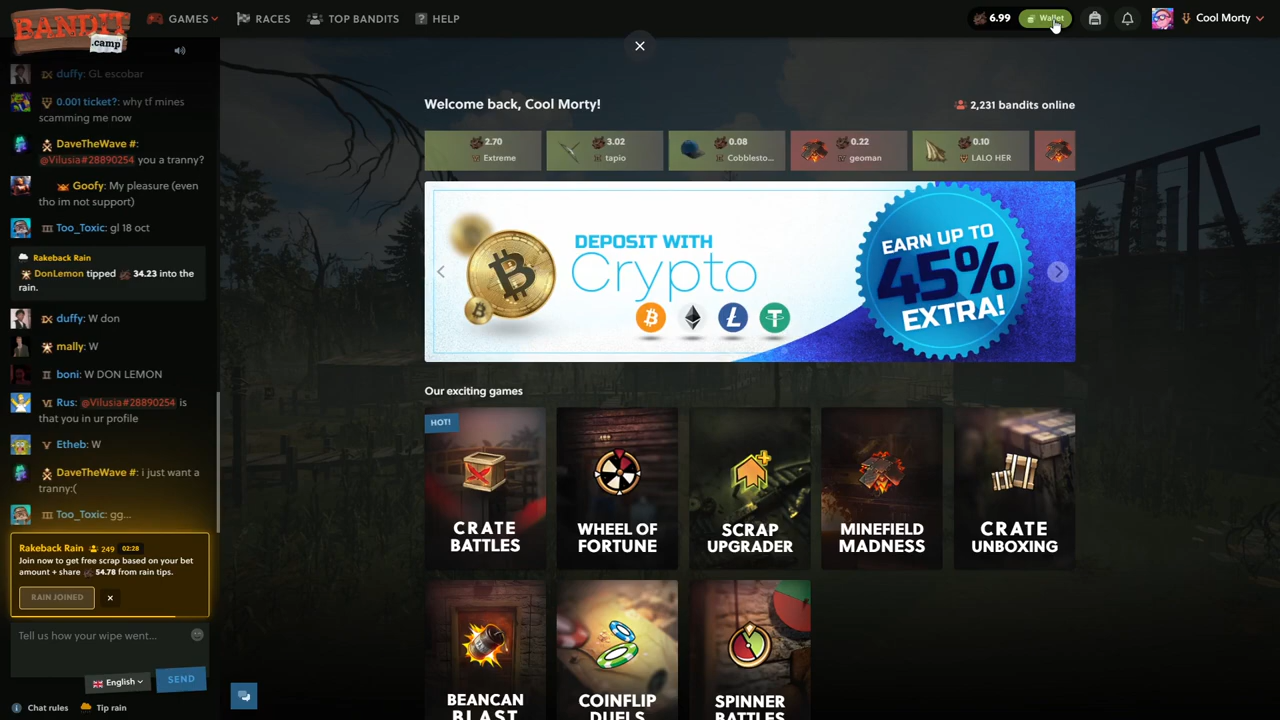 BANDIT
.camp
GAMES
RACES
TOP BANDITS
HELP
6.99
Wallet
Cool Morty
duffy: GL escobar
0.001 ticket?: why tf mines
scamming me now
DaveTheWave #:
@Vilusia#28890254 you a tranny?
Goofy: My pleasure (even
tho im not support)
Too_Toxic: gl 18 oct
Rakeback Rain
DonLemon tipped 34.23 into the
rain.
duffy: W don
mally: W
boni: W DON LEMON
Rus: @Vilusia#28890254 is
that you in ur profile
Etheb: W
DaveTheWave #: i just want a
tranny:(
Too_Toxic: gg...
Rakeback Rain 249 02:28
Join now to get free scrap based on your bet
amount + share 54.78 from rain tips.
RAIN JOINED
Tell us how your wipe went...
English
SEND
Chat rules
Tip rain
Welcome back, Cool Morty!
2,231 bandits online
2.70
Extreme
3.02
tapio
0.08
Cobblesto...
0.22
geoman
0.10
LALO HER
DEPOSIT WITH
Crypto
EARN UP TO
45%
EXTRA!
Our exciting games
HOT!
CRATE
BATTLES
WHEEL OF
FORTUNE
SCRAP
UPGRADER
MINEFIELD
MADNESS
CRATE
UNBOXING
BEANCAN
BLAST
COINFLIP
DUELS
SPINNER
BATTLES